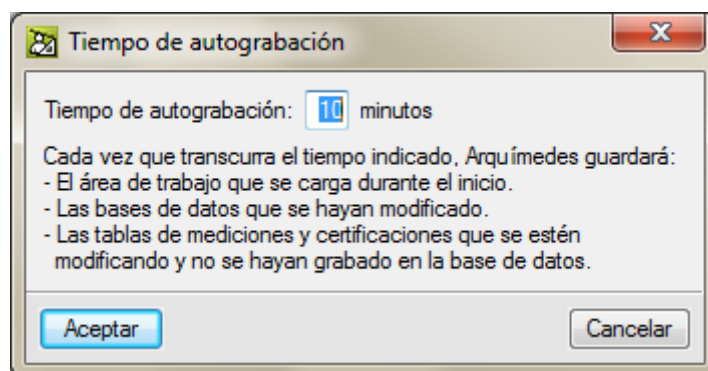 Tiempo de autograbación
Tiempo de autograbación: 10 minutos
Cada vez que transcurra el tiempo indicado, Arquímedes guardará:
- El área de trabajo que se carga durante el inicio.
- Las bases de datos que se hayan modificado.
- Las tablas de mediciones y certificaciones que se estén
modificando y no se hayan grabado en la base de datos.
Aceptar Cancelar